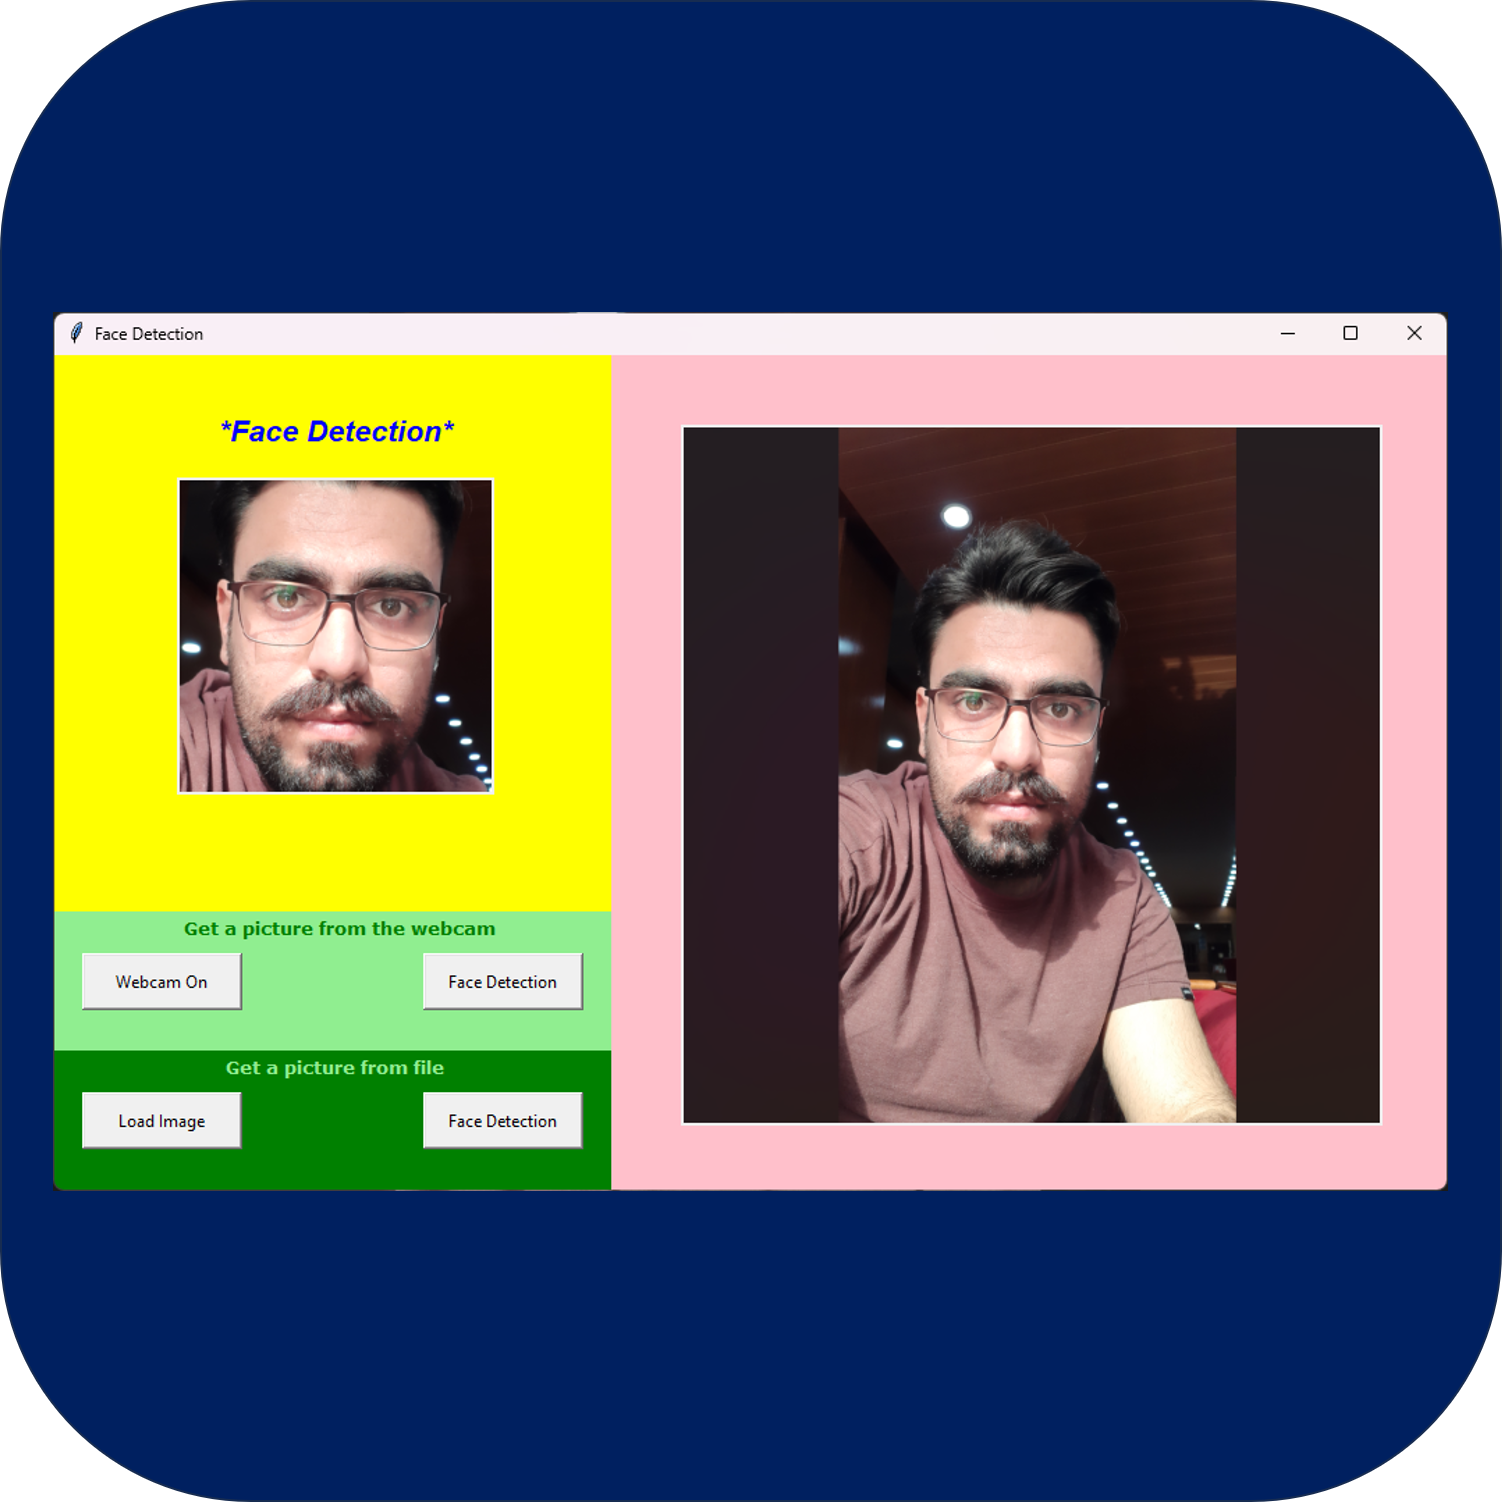 Face Detection
*Face Detection*
Get a picture from the webcam
Webcam On
Face Detection
Get a picture from file
Load Image
Face Detection